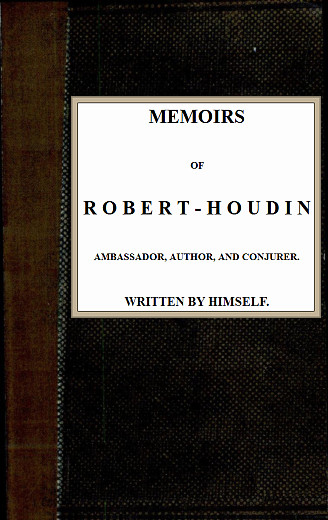 MEMOIRS
OF
ROBERT-HOUDIN
AMBASSADOR, AUTHOR, AND CONJURER.
WRITTEN BY HIMSELF.